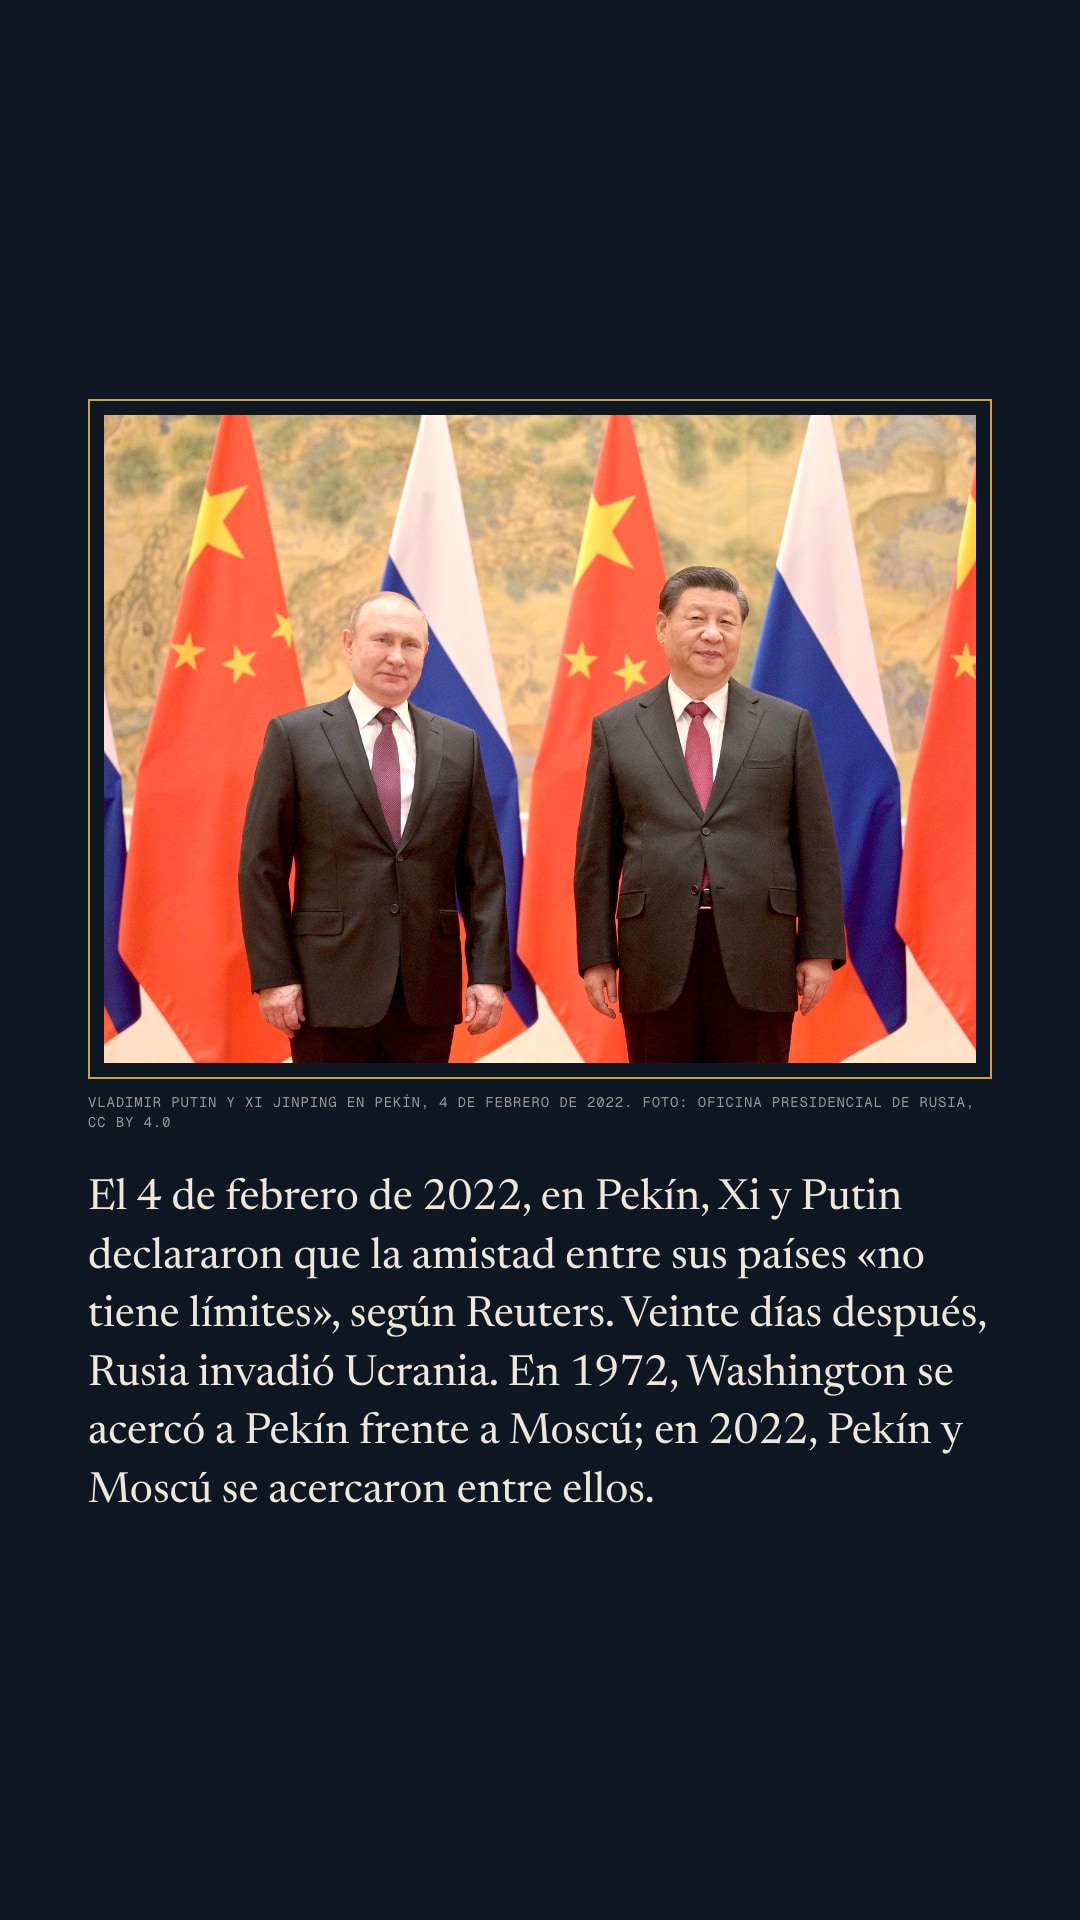 VLADIMIR PUTIN Y XI JINPING EN PEKÍN, 4 DE FEBRERO DE 2022. FOTO: OFICINA PRESIDENCIAL DE RUSIA,
CC BY 4.0
El 4 de febrero de 2022, en Pekín, Xi y Putin
declararon que la amistad entre sus países «no
tiene límites», según Reuters. Veinte días después,
Rusia invadió Ucrania. En 1972, Washington se
acercó a Pekín frente a Moscú; en 2022, Pekín y
Moscú se acercaron entre ellos.